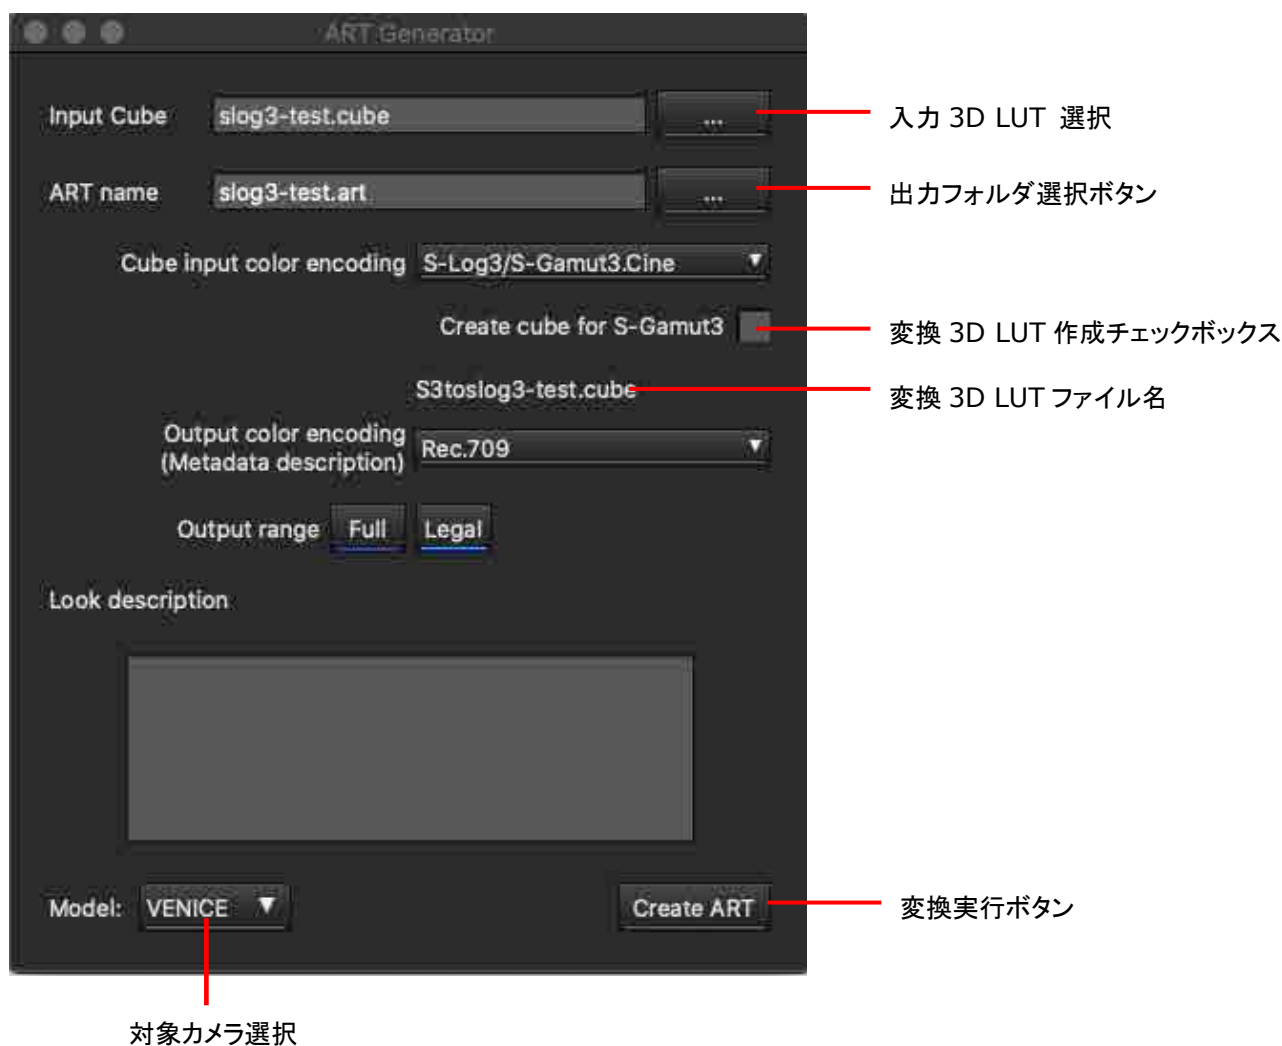 ART Generator
Input Cube slog3-test.cube ... 入力 3D LUT 選択
ART name slog3-test.art ... 出力フォルダ選択ボタン
Cube input color encoding S-Log3/S-Gamut3.Cine
Create cube for S-Gamut3 変換 3D LUT 作成チェックボックス
S3toslog3-test.cube 変換 3D LUT ファイル名
Output color encoding
(Metadata description) Rec.709
Output range Full Legal
Look description
Model: VENICE Create ART 変換実行ボタン
対象カメラ選択